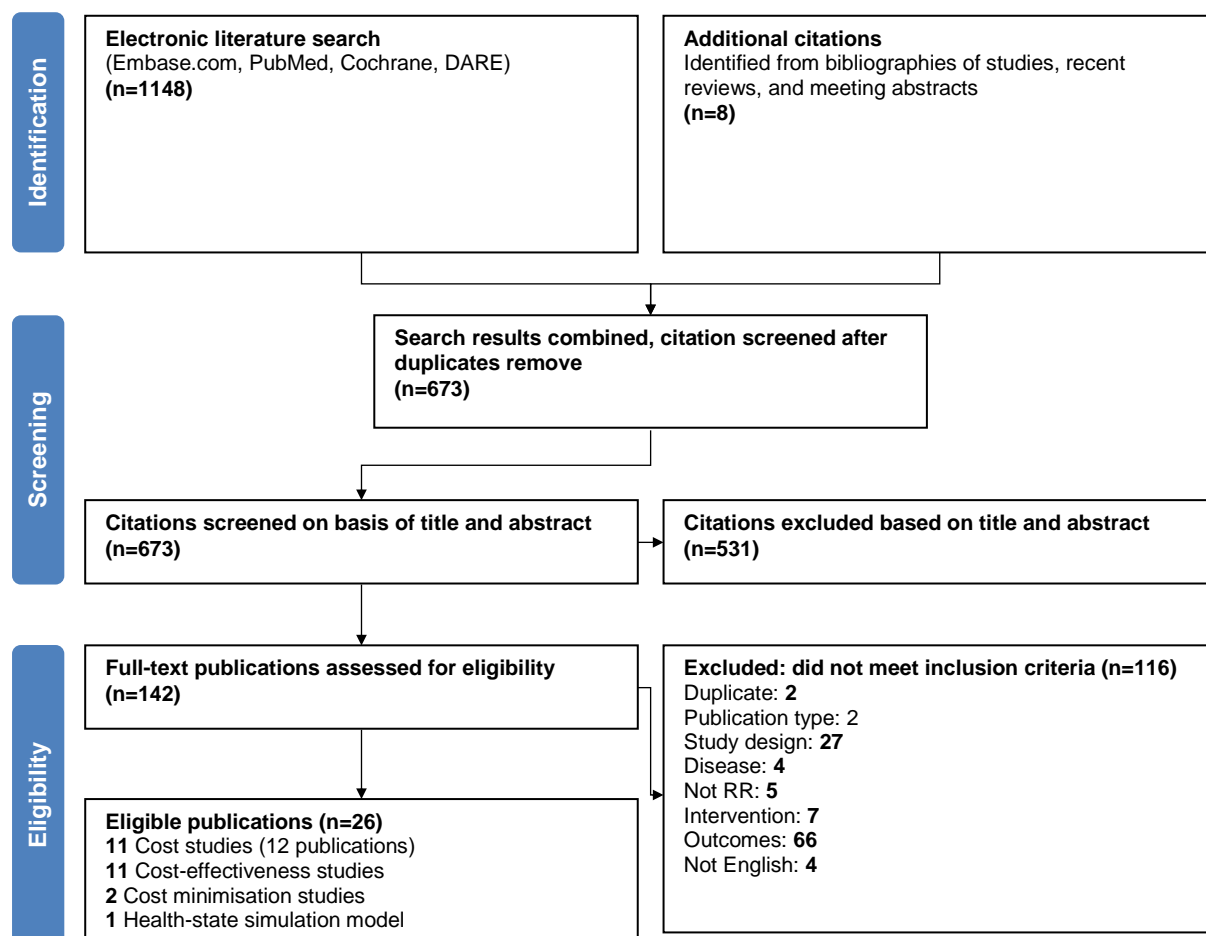 Identification
Electronic literature search
(Embase.com, PubMed, Cochrane, DARE)
(n=1148)
Additional citations
Identified from bibliographies of studies, recent
reviews, and meeting abstracts
(n=8)
Screening
Search results combined, citation screened after
duplicates remove
(n=673)
Citations screened on basis of title and abstract
(n=673)
Citations excluded based on title and abstract
(n=531)
Eligibility
Full-text publications assessed for eligibility
(n=142)
Excluded: did not meet inclusion criteria (n=116)
Duplicate: 2
Publication type: 2
Study design: 27
Disease: 4
Not RR: 5
Intervention: 7
Outcomes: 66
Not English: 4
Eligible publications (n=26)
11 Cost studies (12 publications)
11 Cost-effectiveness studies
2 Cost minimisation studies
1 Health-state simulation model